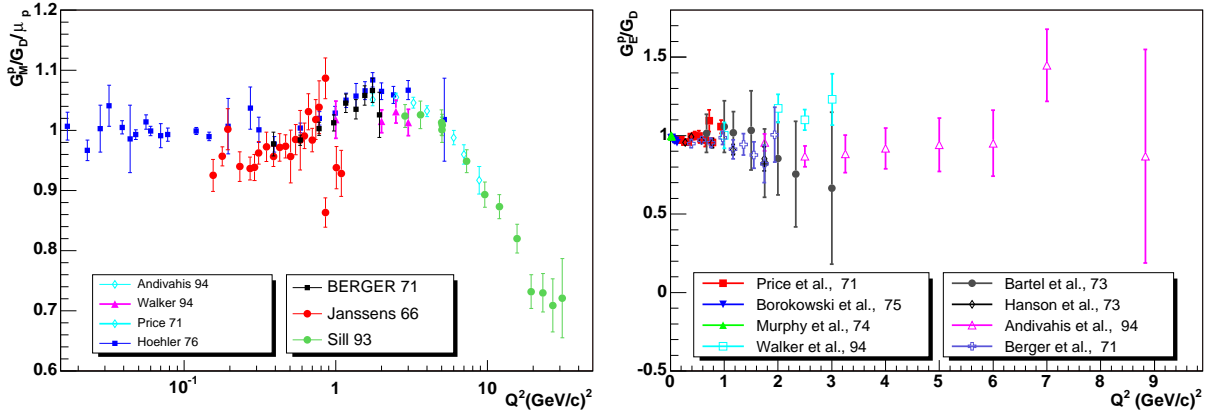 G_M^p/G_D/μ_p
1.2
1.1
1
0.9
0.8
0.7
0.6
10^-1
1
10
Q^2(GeV/c)^2
Andivahis 94
Walker 94
Price 71
Hoehler 76
BERGER 71
Janssens 66
Sill 93
G_E^p/G_D
1.5
1
0.5
0
-0.5
0
1
2
3
4
5
6
7
8
9
Q^2 (GeV/c)^2
Price et al., 71
Borokowski et al., 75
Murphy et al., 74
Walker et al., 94
Bartel et al., 73
Hanson et al., 73
Andivahis et al., 94
Berger et al., 71